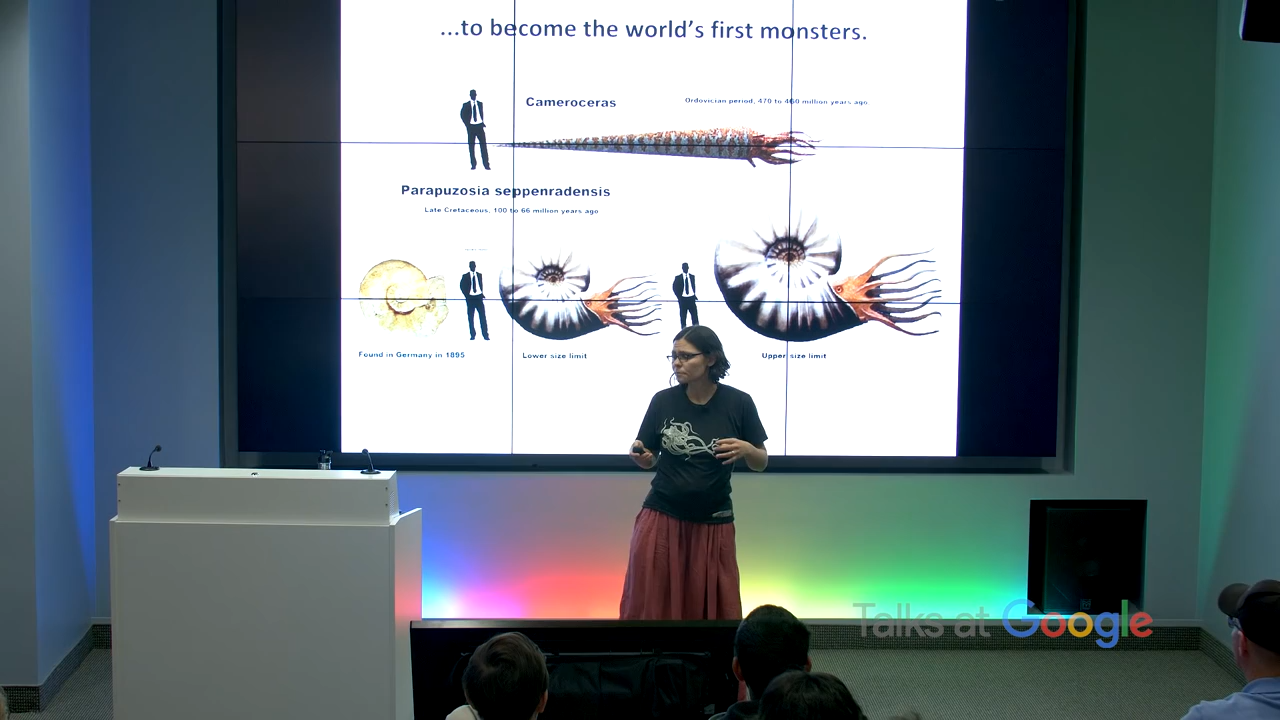 ...to become the world's first monsters.
Cameroceras
Ordovician period, 470 to 460 million years ago
Parapuzosia seppenradensis
Late Cretaceous, 100 to 66 million years ago
Found in Germany in 1895
Lower size limit
Upper size limit
Talks at Google